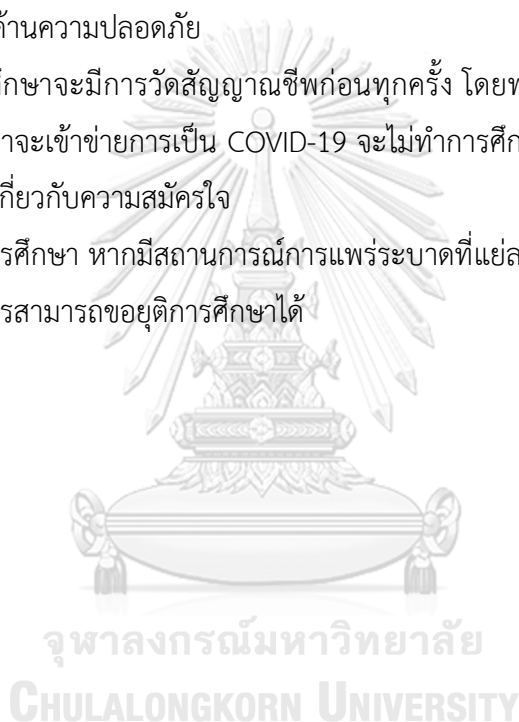 ด้านความปลอดภัย
ศึกษาจะมีการวัดสัญญาณชีพก่อนทุกครั้ง โดยพ
าจะเข้าข่ายการเป็น COVID-19 จะไม่ทำการศึก
กี่ยวกับความสมัครใจ
รศึกษา หากมีสถานการณ์การแพร่ระบาดที่แย่ล
รสามารถขอยุติการศึกษาได้
จุฬาลงกรณ์มหาวิทยาลัย
CHULALONGKORN UNIVERSITY